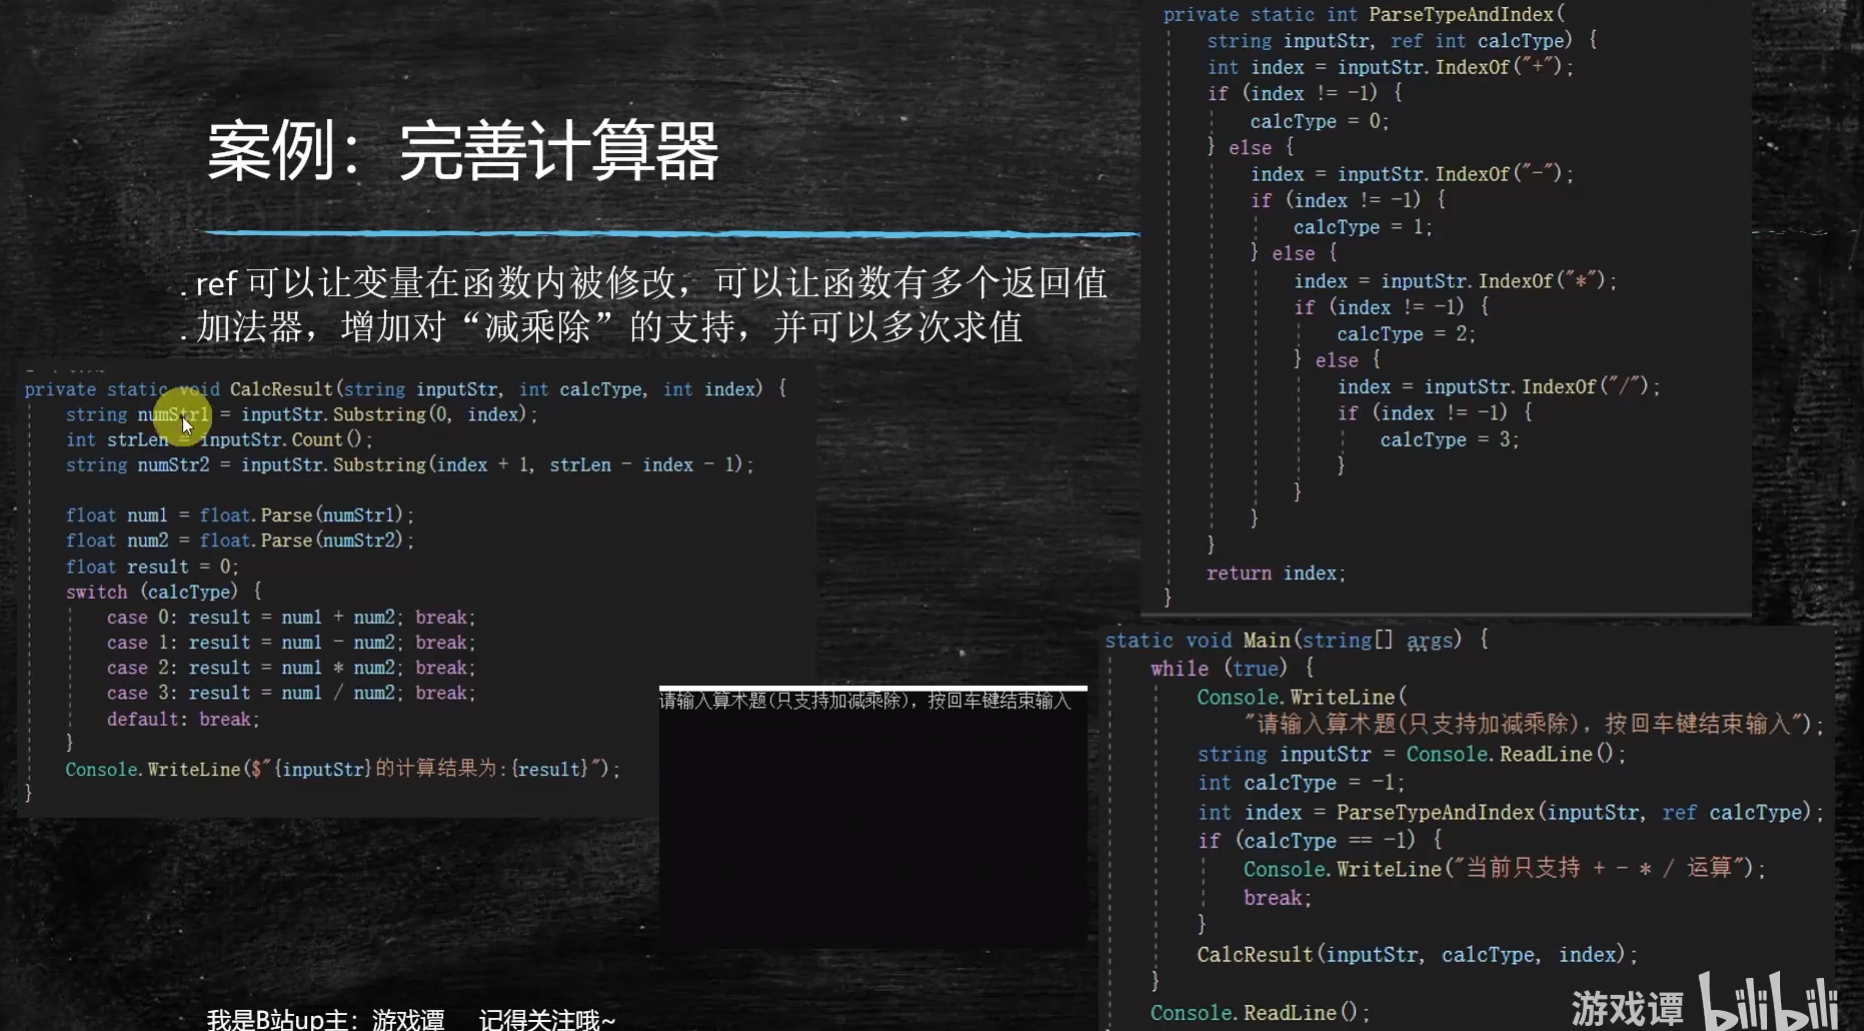 案例：完善计算器
. ref 可以让变量在函数内被修改，可以让函数有多个返回值
. 加法器，增加对“减乘除”的支持，并可以多次求值
private static void CalcResult(string inputStr, int calcType, int index) {
string numStr1 = inputStr.Substring(0, index);
int strLen = inputStr.Count();
string numStr2 = inputStr.Substring(index + 1, strLen - index - 1);
float num1 = float.Parse(numStr1);
float num2 = float.Parse(numStr2);
float result = 0;
switch (calcType) {
case 0: result = num1 + num2; break;
case 1: result = num1 - num2; break;
case 2: result = num1 * num2; break;
case 3: result = num1 / num2; break;
default: break;
}
Console.WriteLine($"{inputStr}的计算结果为:{result}");
}
请输入算术题(只支持加减乘除), 按回车键结束输入
private static int ParseTypeAndIndex(
string inputStr, ref int calcType) {
int index = inputStr.IndexOf("+");
if (index != -1) {
calcType = 0;
} else {
index = inputStr.IndexOf("-");
if (index != -1) {
calcType = 1;
} else {
index = inputStr.IndexOf("*");
if (index != -1) {
calcType = 2;
} else {
index = inputStr.IndexOf("/");
if (index != -1) {
calcType = 3;
}
}
}
}
return index;
}
static void Main(string[] args) {
while (true) {
Console.WriteLine(
"请输入算术题(只支持加减乘除), 按回车键结束输入");
string inputStr = Console.ReadLine();
int calcType = -1;
int index = ParseTypeAndIndex(inputStr, ref calcType);
if (calcType == -1) {
Console.WriteLine("当前只支持 + - * / 运算");
break;
}
CalcResult(inputStr, calcType, index);
}
Console.ReadLine();
我是B站up主：游戏谭 记得关注哦~
游戏谭 bilibili